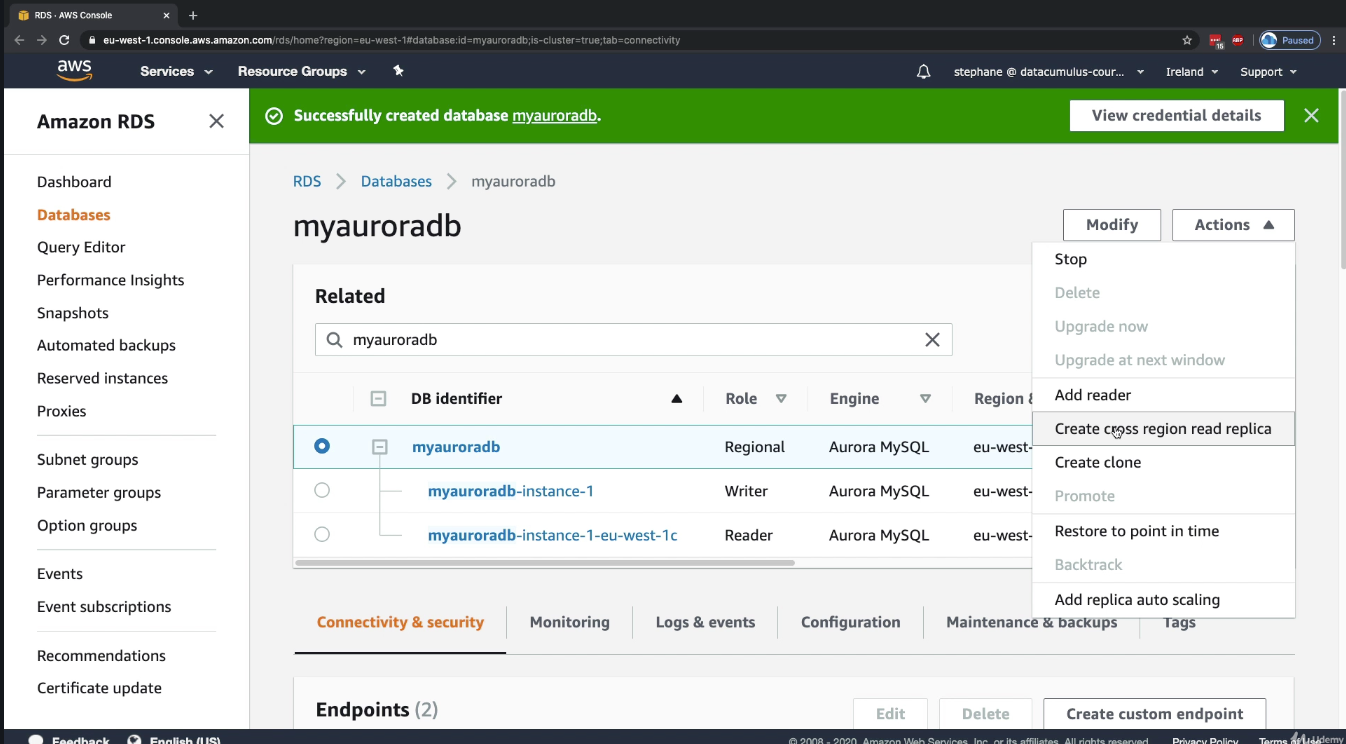 RDS · AWS Console
eu-west-1.console.aws.amazon.com/rds/home?region=eu-west-1#database:id=myauroradb;is-cluster=true;tab=connectivity
15
ABP
Paused
aws
Services
Resource Groups
stephane @ datacumulus-cour...
Ireland
Support
Amazon RDS
Successfully created database myauroradb.
View credential details
Dashboard
Databases
Query Editor
Performance Insights
Snapshots
Automated backups
Reserved instances
Proxies
Subnet groups
Parameter groups
Option groups
Events
Event subscriptions
Recommendations
Certificate update
RDS > Databases > myauroradb
myauroradb
Modify
Actions
Stop
Delete
Upgrade now
Upgrade at next window
Add reader
Create cross region read replica
Create clone
Promote
Restore to point in time
Backtrack
Add replica auto scaling
Related
myauroradb
DB identifier Role Engine Region &
myauroradb Regional Aurora MySQL eu-west-
myauroradb-instance-1 Writer Aurora MySQL eu-west-
myauroradb-instance-1-eu-west-1c Reader Aurora MySQL eu-west-
Connectivity & security
Monitoring
Logs & events
Configuration
Maintenance & backups
Tags
Endpoints (2)
Edit
Delete
Create custom endpoint
Feedback
English (US)
© 2008 - 2020, Amazon Web Services, Inc. or its affiliates. All rights reserved.
Privacy Policy
Terms of Use
Udemy